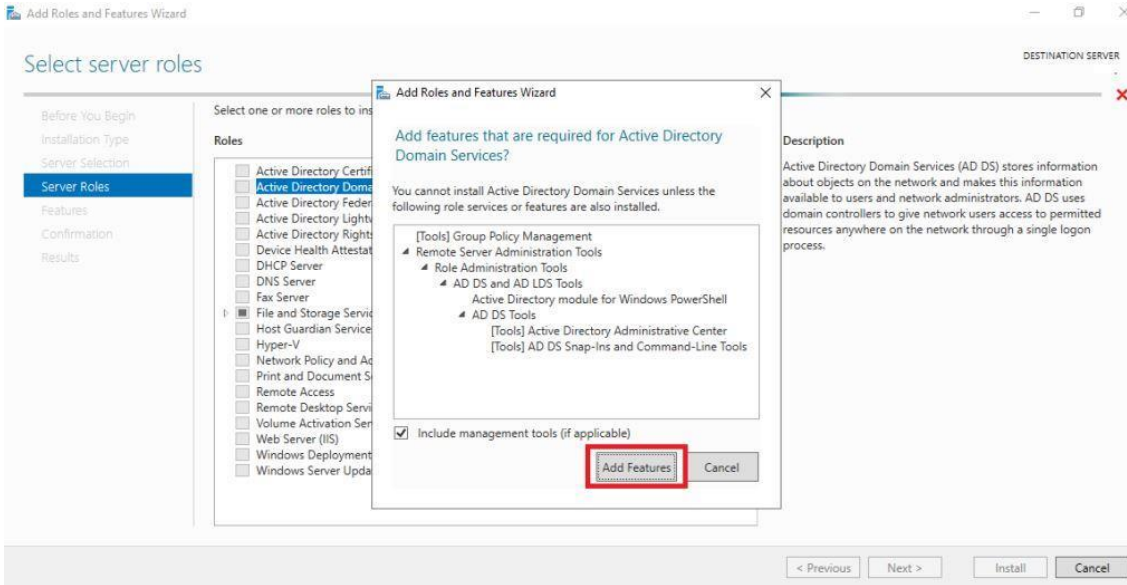 Add Roles and Features Wizard
Select server roles
DESTINATION SERVER
Before You Begin
Installation Type
Server Selection
Server Roles
Features
Confirmation
Results
Select one or more roles to ins
Roles
Active Directory Certifi
Active Directory Doma
Active Directory Feder
Active Directory Lightw
Active Directory Rights
Device Health Attestat
DHCP Server
DNS Server
Fax Server
File and Storage Servic
Host Guardian Service
Hyper-V
Network Policy and Ac
Print and Document S
Remote Access
Remote Desktop Servi
Volume Activation Ser
Web Server (IIS)
Windows Deployment
Windows Server Upda
Add Roles and Features Wizard
Add features that are required for Active Directory
Domain Services?
You cannot install Active Directory Domain Services unless the
following role services or features are also installed.
[Tools] Group Policy Management
Remote Server Administration Tools
Role Administration Tools
AD DS and AD LDS Tools
Active Directory module for Windows PowerShell
AD DS Tools
[Tools] Active Directory Administrative Center
[Tools] AD DS Snap-Ins and Command-Line Tools
Include management tools (if applicable)
Add Features
Cancel
Description
Active Directory Domain Services (AD DS) stores information
about objects on the network and makes this information
available to users and network administrators. AD DS uses
domain controllers to give network users access to permitted
resources anywhere on the network through a single logon
process.
< Previous
Next >
Install
Cancel